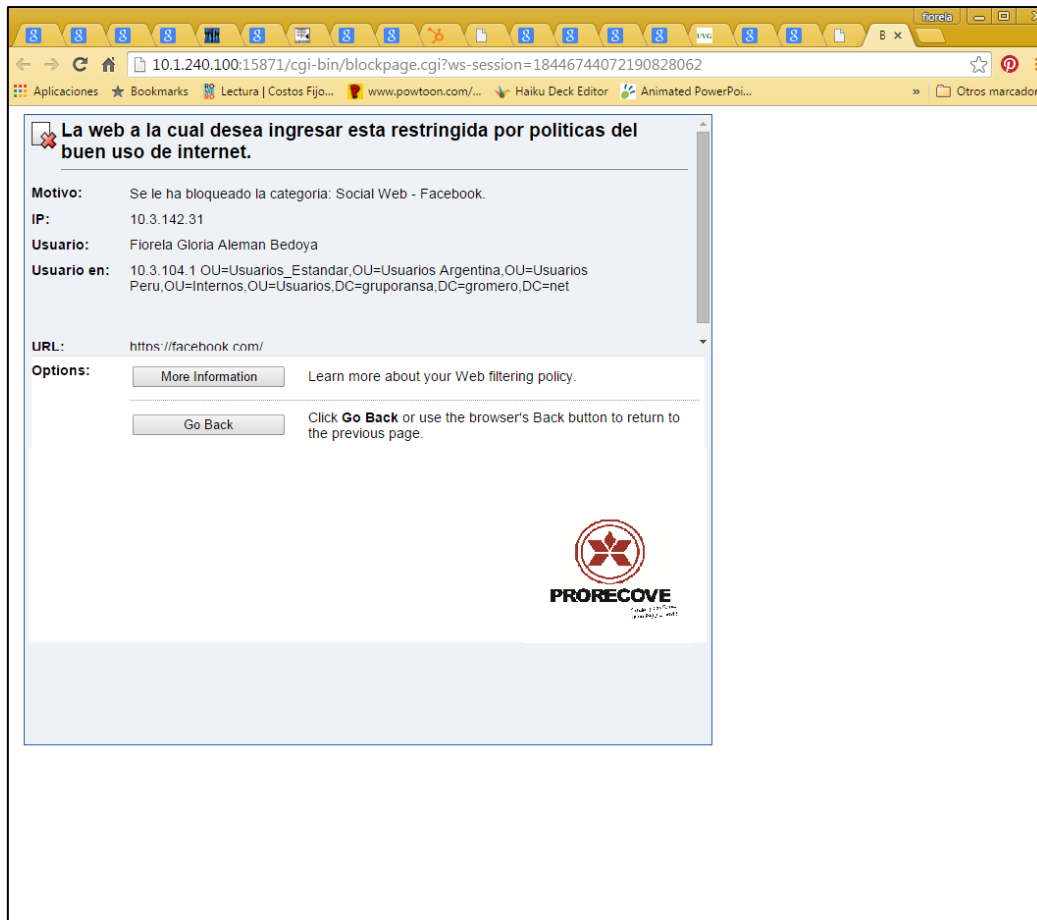 fiorela
UVG
B
10.1.240.100:15871/cgi-bin/blockpage.cgi?ws-session=18446744072190828062
Aplicaciones Bookmarks Lectura | Costos Fijo... www.powtoon.com/... Haiku Deck Editor Animated PowerPoi... » Otros marcador
La web a la cual desea ingresar esta restringida por politicas del
buen uso de internet.
Motivo: Se le ha bloqueado la categoria: Social Web - Facebook.
IP: 10.3.142.31
Usuario: Fiorela Gloria Aleman Bedoya
Usuario en: 10.3.104.1 OU=Usuarios_Estandar,OU=Usuarios Argentina,OU=Usuarios
Peru,OU=Internos,OU=Usuarios,DC=gruporansa,DC=gromero,DC=net
URL: https://facebook.com/
Options: More Information Learn more about your Web filtering policy.
Go Back Click Go Back or use the browser's Back button to return to
the previous page.
PRORECOVE